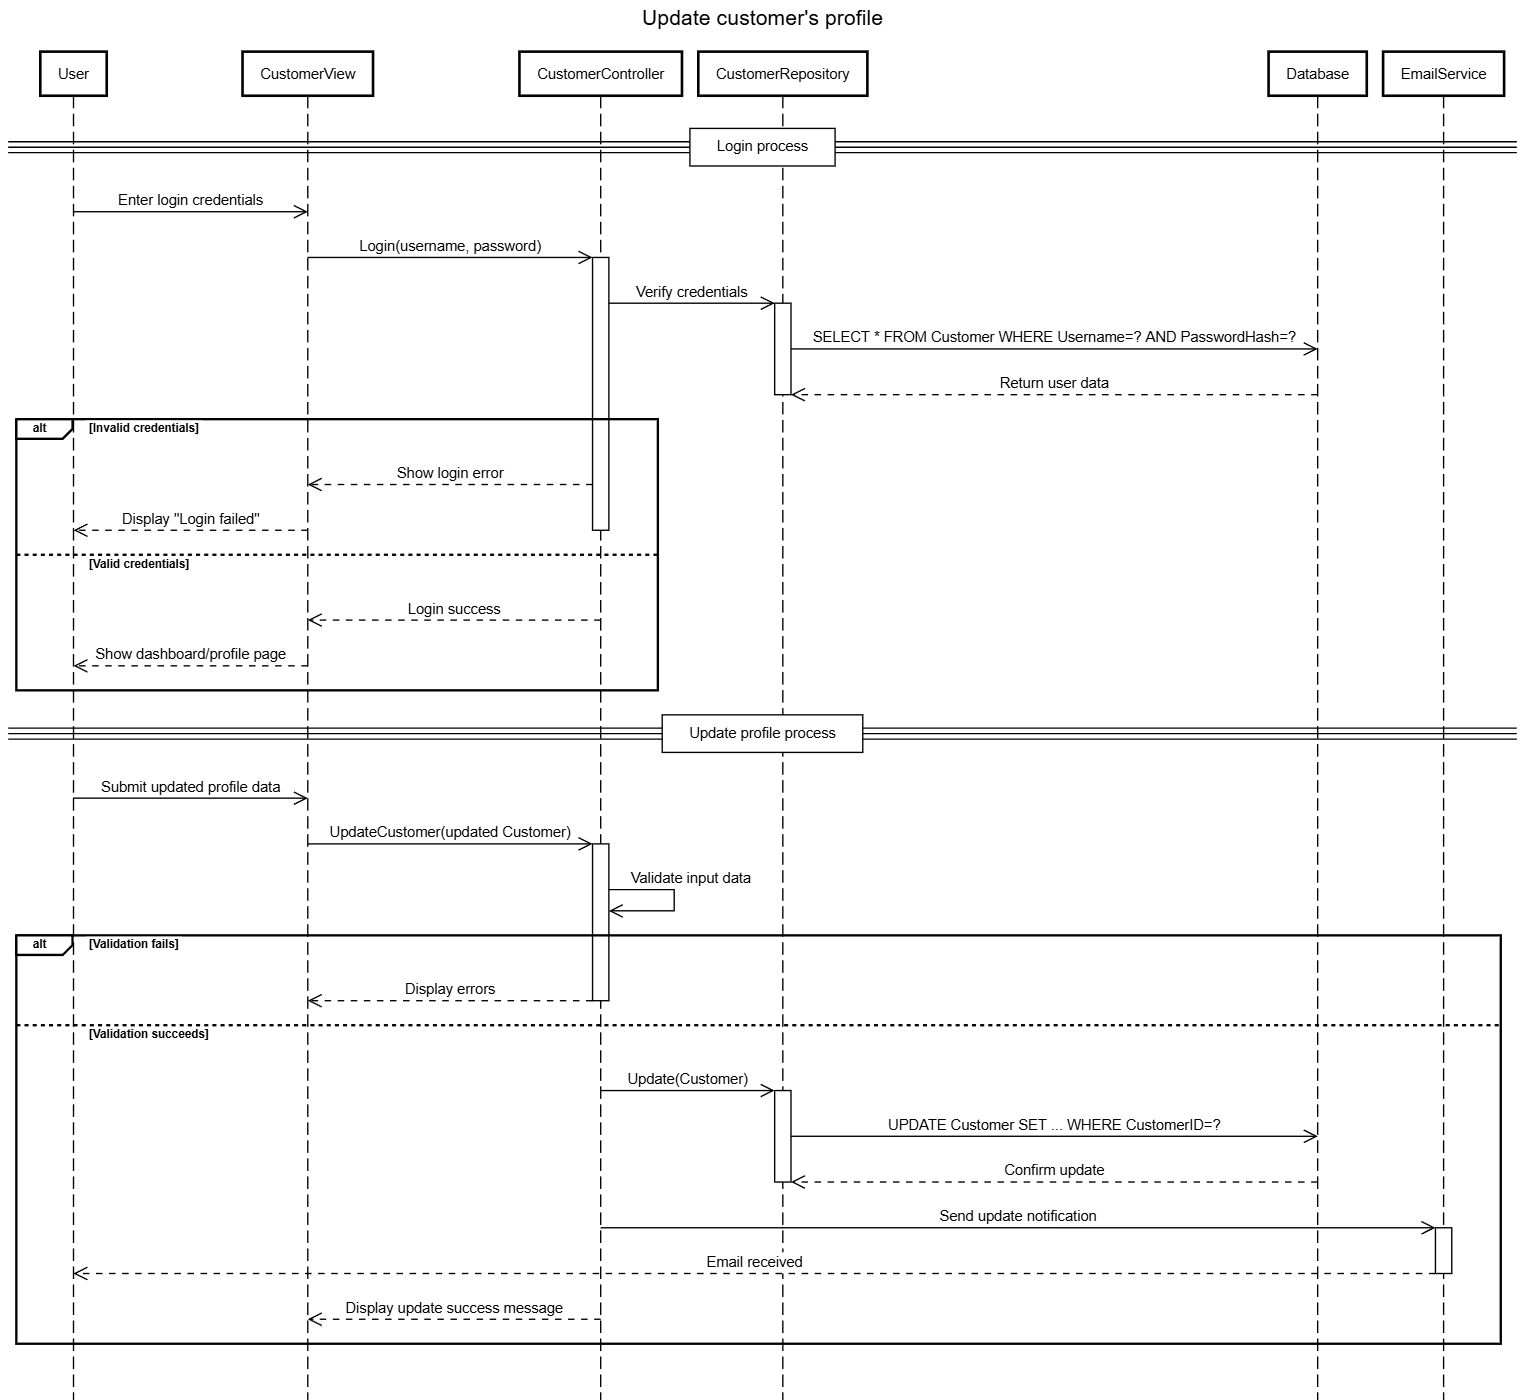 Update customer's profile
User
CustomerView
CustomerController
CustomerRepository
Database
EmailService
Login process
Enter login credentials
Login(username, password)
Verify credentials
SELECT * FROM Customer WHERE Username=? AND PasswordHash=?
Return user data
alt
[Invalid credentials]
Show login error
Display "Login failed"
[Valid credentials]
Login success
Show dashboard/profile page
Update profile process
Submit updated profile data
UpdateCustomer(updated Customer)
Validate input data
alt
[Validation fails]
Display errors
[Validation succeeds]
Update(Customer)
UPDATE Customer SET ... WHERE CustomerID=?
Confirm update
Send update notification
Email received
Display update success message